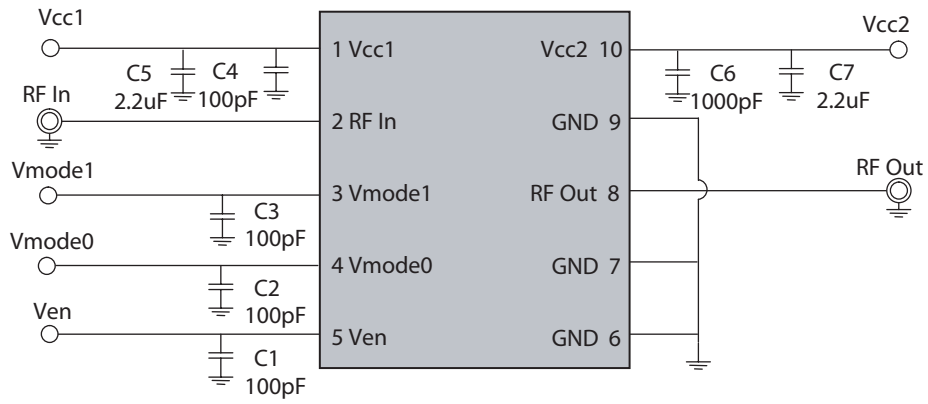 Vcc1
C5
2.2uF
C4
100pF
1 Vcc1
Vcc2 10
C6
1000pF
C7
2.2uF
Vcc2
RF In
2 RF In
GND 9
Vmode1
C3
100pF
3 Vmode1
RF Out 8
RF Out
Vmode0
C2
100pF
4 Vmode0
GND 7
Ven
C1
100pF
5 Ven
GND 6